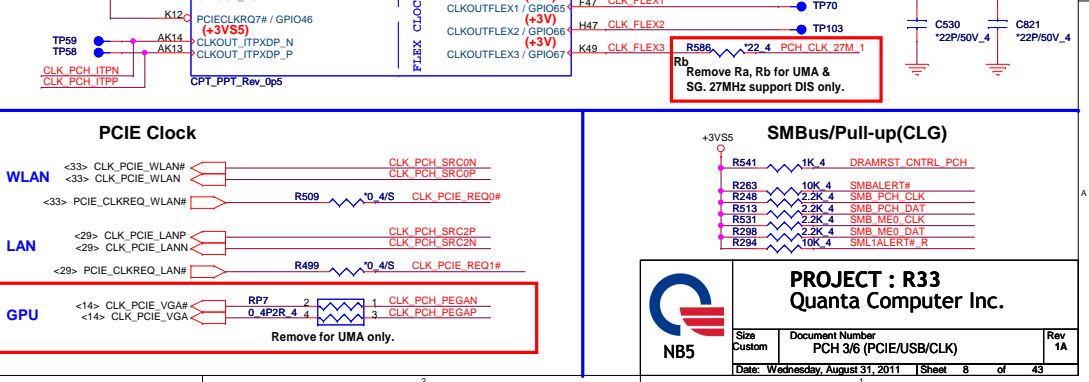 K12
PCIECLKRQ7# / GPIO46
(+3VS5)
TP59
AK14
CLKOUT_ITPXDP_N
TP58
AK13
CLKOUT_ITPXDP_P
CLK_PCH_ITPN
CLK_PCH_ITPP
CPT_PPT_Rev_0p5
FLEX CLOC
CLKOUTFLEX1 / GPIO65
F47
CLK_FLEX1
TP70
(+3V)
CLKOUTFLEX2 / GPIO66
H47
CLK_FLEX2
TP103
(+3V)
CLKOUTFLEX3 / GPIO67
K49
CLK_FLEX3
R586
*22_4
PCH_CLK_27M_1
Rb
Remove Ra, Rb for UMA &
SG. 27MHz support DIS only.
C530
*22P/50V_4
C821
*22P/50V_4
PCIE Clock
WLAN
<33> CLK_PCIE_WLAN#
CLK_PCH_SRC0N
<33> CLK_PCIE_WLAN
CLK_PCH_SRC0P
<33> PCIE_CLKREQ_WLAN#
R509
*0_4/S
CLK_PCIE_REQ0#
LAN
<29> CLK_PCIE_LANP
CLK_PCH_SRC2P
<29> CLK_PCIE_LANN
CLK_PCH_SRC2N
<29> PCIE_CLKREQ_LAN#
R499
*0_4/S
CLK_PCIE_REQ1#
GPU
<14> CLK_PCIE_VGA#
RP7
2
1
CLK_PCH_PEGAN
<14> CLK_PCIE_VGA
0_4P2R_4
4
3
CLK_PCH_PEGAP
Remove for UMA only.
SMBus/Pull-up(CLG)
+3VS5
R541
1K_4
DRAMRST_CNTRL_PCH
R263
10K_4
SMBALERT#
R248
2.2K_4
SMB_PCH_CLK
R513
2.2K_4
SMB_PCH_DAT
R531
2.2K_4
SMB_ME0_CLK
R298
2.2K_4
SMB_ME0_DAT
R294
10K_4
SML1ALERT#_R
A
NB5
PROJECT : R33
Quanta Computer Inc.
Size
Custom
Document Number
PCH 3/6 (PCIE/USB/CLK)
Rev
1A
Date: Wednesday, August 31, 2011
Sheet 8 of 43
2
1